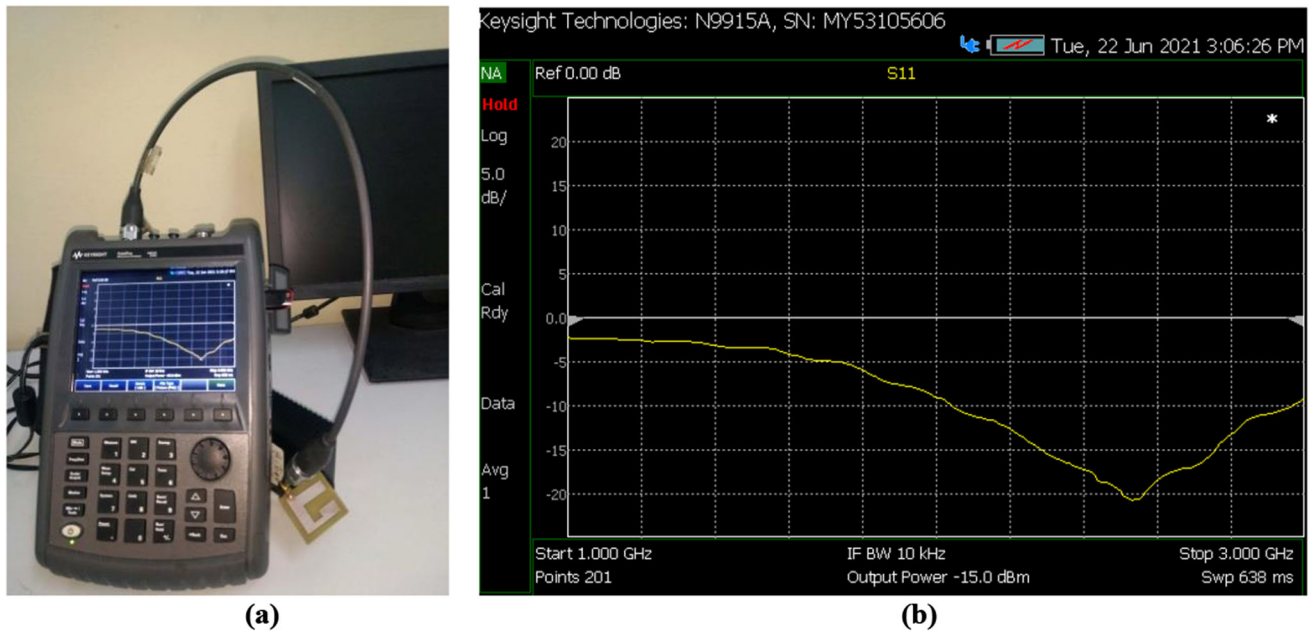 KEYSIGHT
Keysight Technologies: N9915A, SN: MY53105606
Tue, 22 Jun 2021 3:06:26 PM
NA
Ref 0.00 dB
S11
Hold
Log
5.0
dB/
Cal
Rdy
Data
Avg
1
*
20
15
10
5
0.0
-5
-10
-15
-20
Start 1.000 GHz
IF BW 10 kHz
Stop 3.000 GHz
Points 201
Output Power -15.0 dBm
Swp 638 ms
(a)
(b)